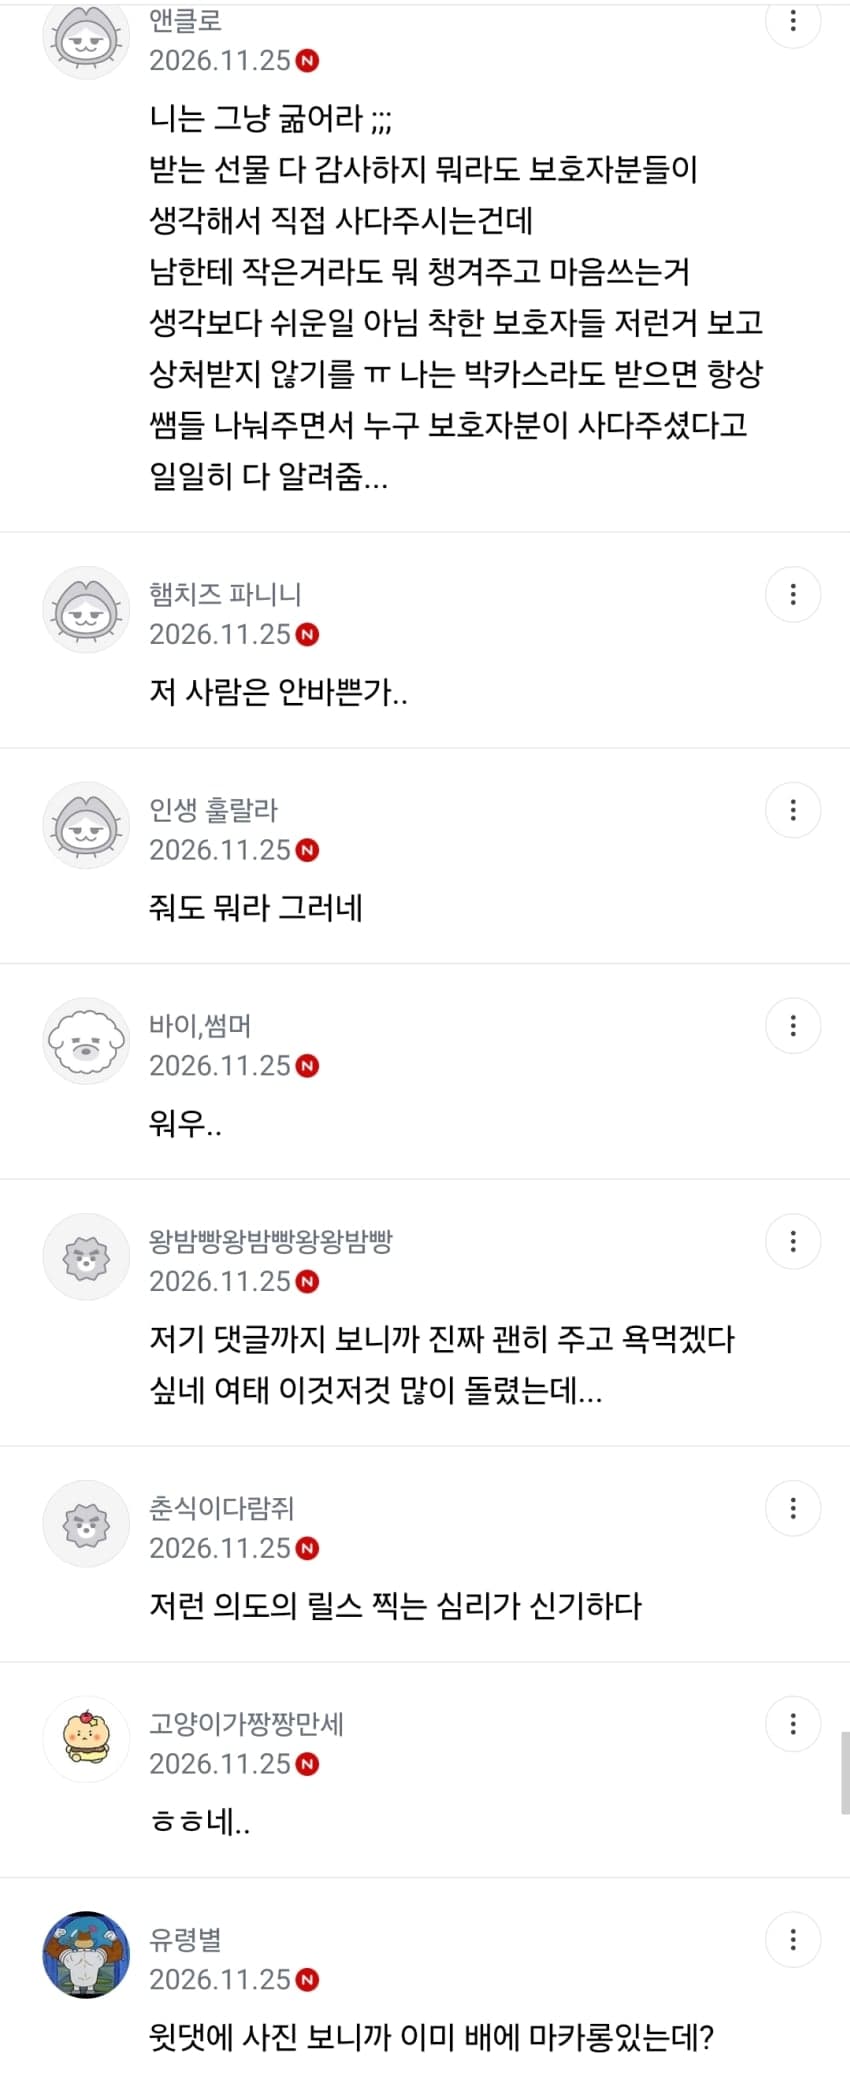 앤클로
2026.11.25 N
니는 그냥 굶어라 ;;;
받는 선물 다 감사하지 뭐라도 보호자분들이
생각해서 직접 사다주시는건데
남한테 작은거라도 뭐 챙겨주고 마음쓰는거
생각보다 쉬운일 아님 착한 보호자들 저런거 보고
상처받지 않기를 ㅠ 나는 박카스라도 받으면 항상
쌤들 나눠주면서 누구 보호자분이 사다주셨다고
일일히 다 알려줌...
햄치즈 파니니
2026.11.25 N
저 사람은 안바쁜가..
인생 훌랄라
2026.11.25 N
줘도 뭐라 그러네
바이,썸머
2026.11.25 N
워우..
왕밤빵왕밤빵왕왕밤빵
2026.11.25 N
저기 댓글까지 보니까 진짜 괜히 주고 욕먹겠다
싶네 여태 이것저것 많이 돌렸는데...
춘식이다람쥐
2026.11.25 N
저런 의도의 릴스 찍는 심리가 신기하다
고양이가짱짱만세
2026.11.25 N
ㅎㅎ네..
유령별
2026.11.25 N
윗댓에 사진 보니까 이미 배에 마카롱있는데?